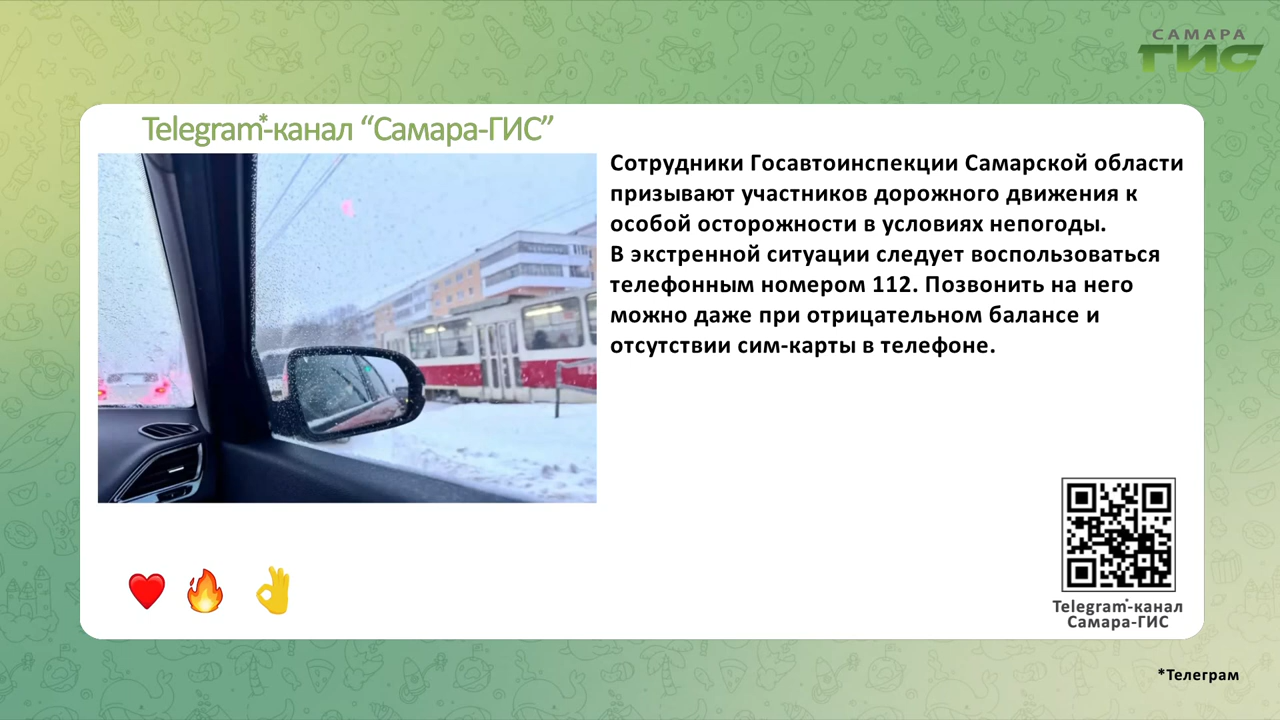 САМАРА
ГИС
Telegram*-канал “Самара-ГИС”
Сотрудники Госавтоинспекции Самарской области
призывают участников дорожного движения к
особой осторожности в условиях непогоды.
В экстренной ситуации следует воспользоваться
телефонным номером 112. Позвонить на него
можно даже при отрицательном балансе и
отсутствии сим-карты в телефоне.
Telegram*-канал
Самара-ГИС
*Телеграм